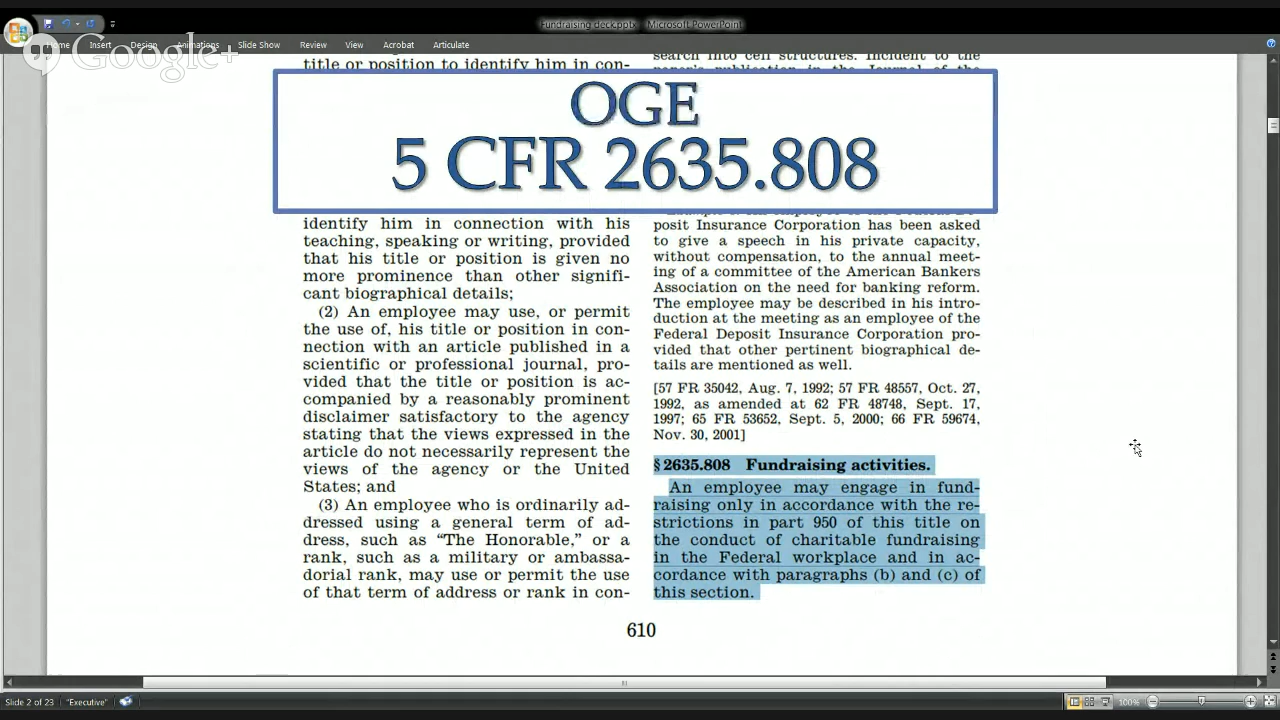 Fundraising deck.pptx - Microsoft PowerPoint
Home Insert Design Animations Slide Show Review View Acrobat Articulate
Google+
title or position to identify him in con-
OGE
5 CFR 2635.808
identify him in connection with his
teaching, speaking or writing, provided
that his title or position is given no
more prominence than other signifi-
cant biographical details;
(2) An employee may use, or permit
the use of, his title or position in con-
nection with an article published in a
scientific or professional journal, pro-
vided that the title or position is ac-
companied by a reasonably prominent
disclaimer satisfactory to the agency
stating that the views expressed in the
article do not necessarily represent the
views of the agency or the United
States; and
(3) An employee who is ordinarily ad-
dressed using a general term of ad-
dress, such as “The Honorable,” or a
rank, such as a military or ambassa-
dorial rank, may use or permit the use
of that term of address or rank in con-
search into cell structures. Incident to the
paper's publication in the Journal of the
posit Insurance Corporation has been asked
to give a speech in his private capacity,
without compensation, to the annual meet-
ing of a committee of the American Bankers
Association on the need for banking reform.
The employee may be described in his intro-
duction at the meeting as an employee of the
Federal Deposit Insurance Corporation pro-
vided that other pertinent biographical de-
tails are mentioned as well.
[57 FR 35042, Aug. 7, 1992; 57 FR 48557, Oct. 27,
1992, as amended at 62 FR 48748, Sept. 17,
1997; 65 FR 53652, Sept. 5, 2000; 66 FR 59674,
Nov. 30, 2001]
§ 2635.808 Fundraising activities.
An employee may engage in fund-
raising only in accordance with the re-
strictions in part 950 of this title on
the conduct of charitable fundraising
in the Federal workplace and in ac-
cordance with paragraphs (b) and (c) of
this section.
610
Slide 2 of 23 "Executive" 100%